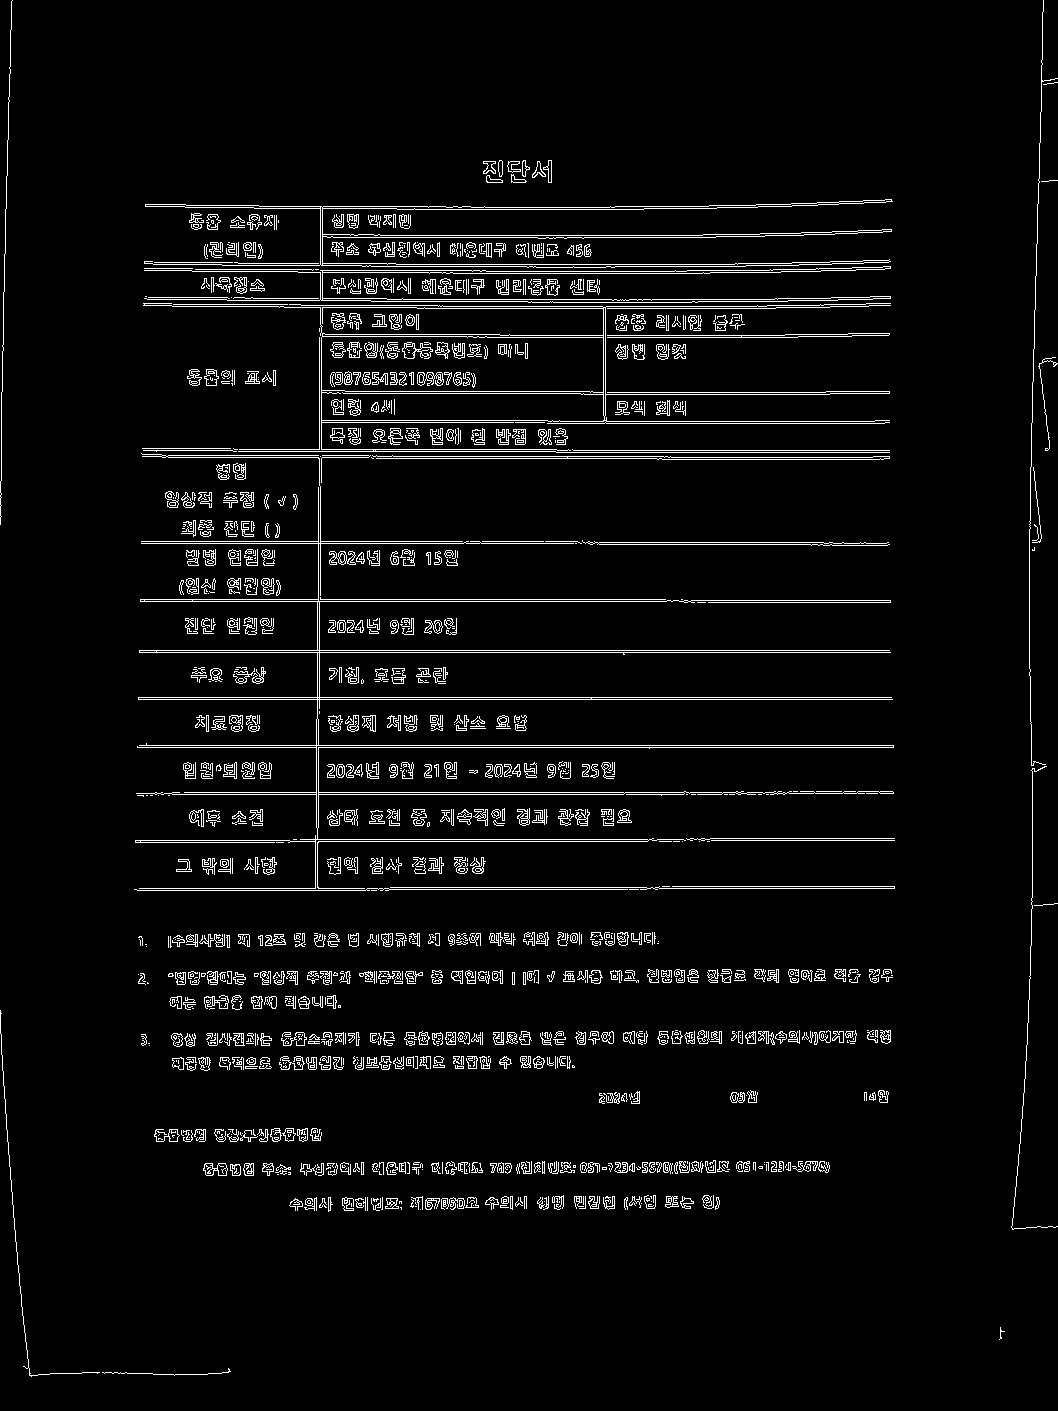 진단서
동물 소유자
(관리인)
성명 박지영
주소 부산광역시 해운대구 해변로 456
사육장소
부산광역시 해운대구 반려동물 센터
동물의 표시
종류 고양이
품종 러시안 블루
동물명(동물등록번호) 미니
(987654321098765)
성별 암컷
연령 4세
모색 회색
특징 오른쪽 발에 흰 반점 있음
병명
임상적 추정 ( √ )
최종 진단 ( )
발병 연월일
(임신 연월일)
2024년 6월 15일
진단 연월일
2024년 9월 20일
주요 증상
기침, 호흡 곤란
치료명칭
항생제 처방 및 산소 요법
입원·퇴원일
2024년 9월 21일 ~ 2024년 9월 25일
예후 소견
상태 호전 중, 지속적인 경과 관찰 필요
그 밖의 사항
혈액 검사 결과 정상
1. 「수의사법」 제 12조 및 같은 법 시행규칙 제 9조에 따라 위와 같이 증명합니다.
2. "병명"란에는 "임상적 추정"과 "최종진단" 중 택일하여 [ ]에 √ 표시를 하고, 질병명은 한글로 적되 영어로 적을 경우
에는 한글을 함께 적습니다.
3. 영상 검사결과는 동물소유자가 다른 동물병원에서 진료를 받은 경우에 해당 동물병원의 개설자(수의사)에게만 직접
제공할 목적으로 동물병원간 정보통신매체로 전달할 수 있습니다.
2024년 09월 14일
동물병원 명칭:부산동물병원
동물병원 주소: 부산광역시 해운대구 해운대로 789 (전화번호: 051-1234-5678)(전화번호 051-1234-5678)
수의사 면허번호: 제67890호 수의사 성명 (서명 또는 인)